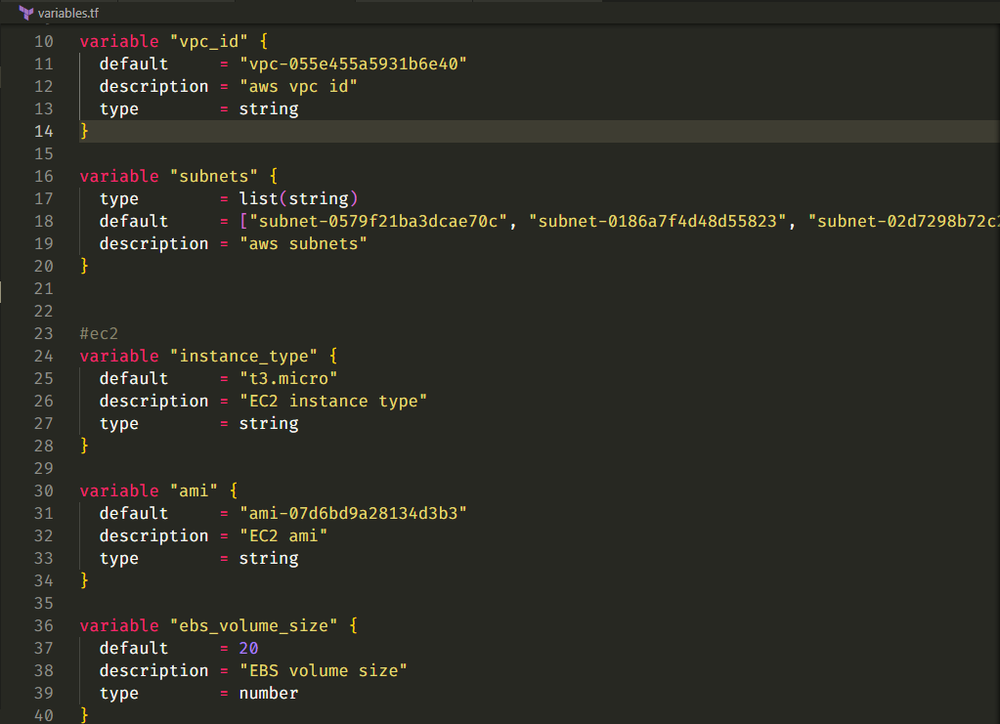 variables.tf
10 variable "vpc_id" {
11   default     = "vpc-055e455a5931b6e40"
12   description = "aws vpc id"
13   type        = string
14 }
15
16 variable "subnets" {
17   type        = list(string)
18   default     = ["subnet-0579f21ba3dcae70c", "subnet-0186a7f4d48d55823", "subnet-02d7298b72c
19   description = "aws subnets"
20 }
21
22
23 #ec2
24 variable "instance_type" {
25   default     = "t3.micro"
26   description = "EC2 instance type"
27   type        = string
28 }
29
30 variable "ami" {
31   default     = "ami-07d6bd9a28134d3b3"
32   description = "EC2 ami"
33   type        = string
34 }
35
36 variable "ebs_volume_size" {
37   default     = 20
38   description = "EBS volume size"
39   type        = number
40 }